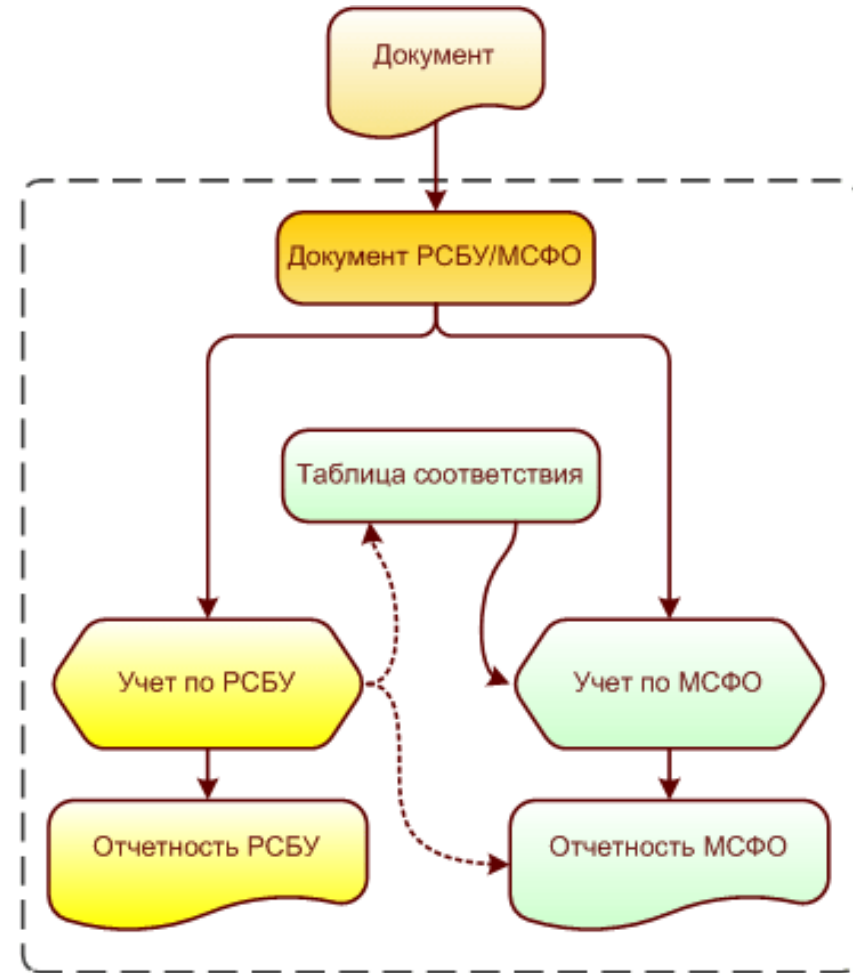 Документ
Документ РСБУ/МСФО
Таблица соответствия
Учет по РСБУ
Учет по МСФО
Отчетность РСБУ
Отчетность МСФО